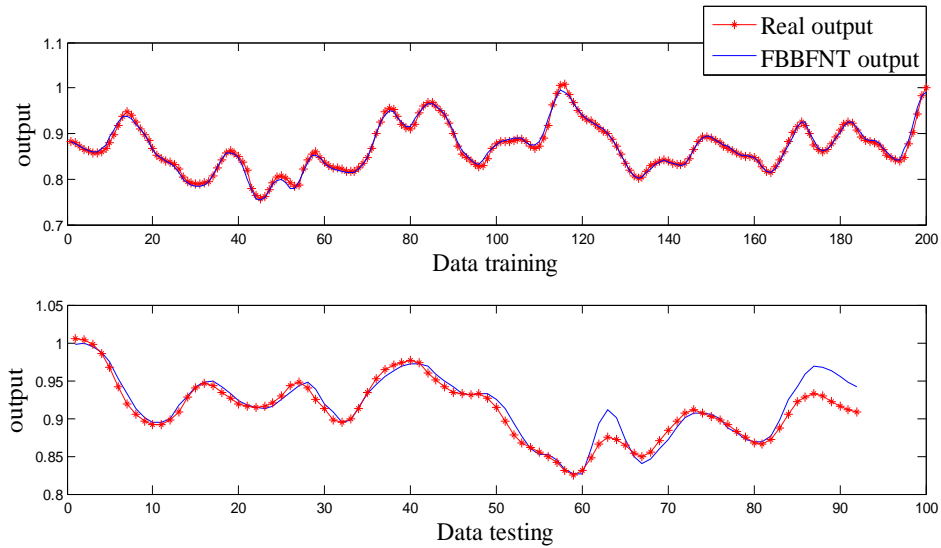 Real output
FBBFNT output
1.1
1
0.9
0.8
0.7
output
0 20 40 60 80 100 120 140 160 180 200
Data training
1.05
1
0.95
0.9
0.85
0.8
output
0 10 20 30 40 50 60 70 80 90 100
Data testing